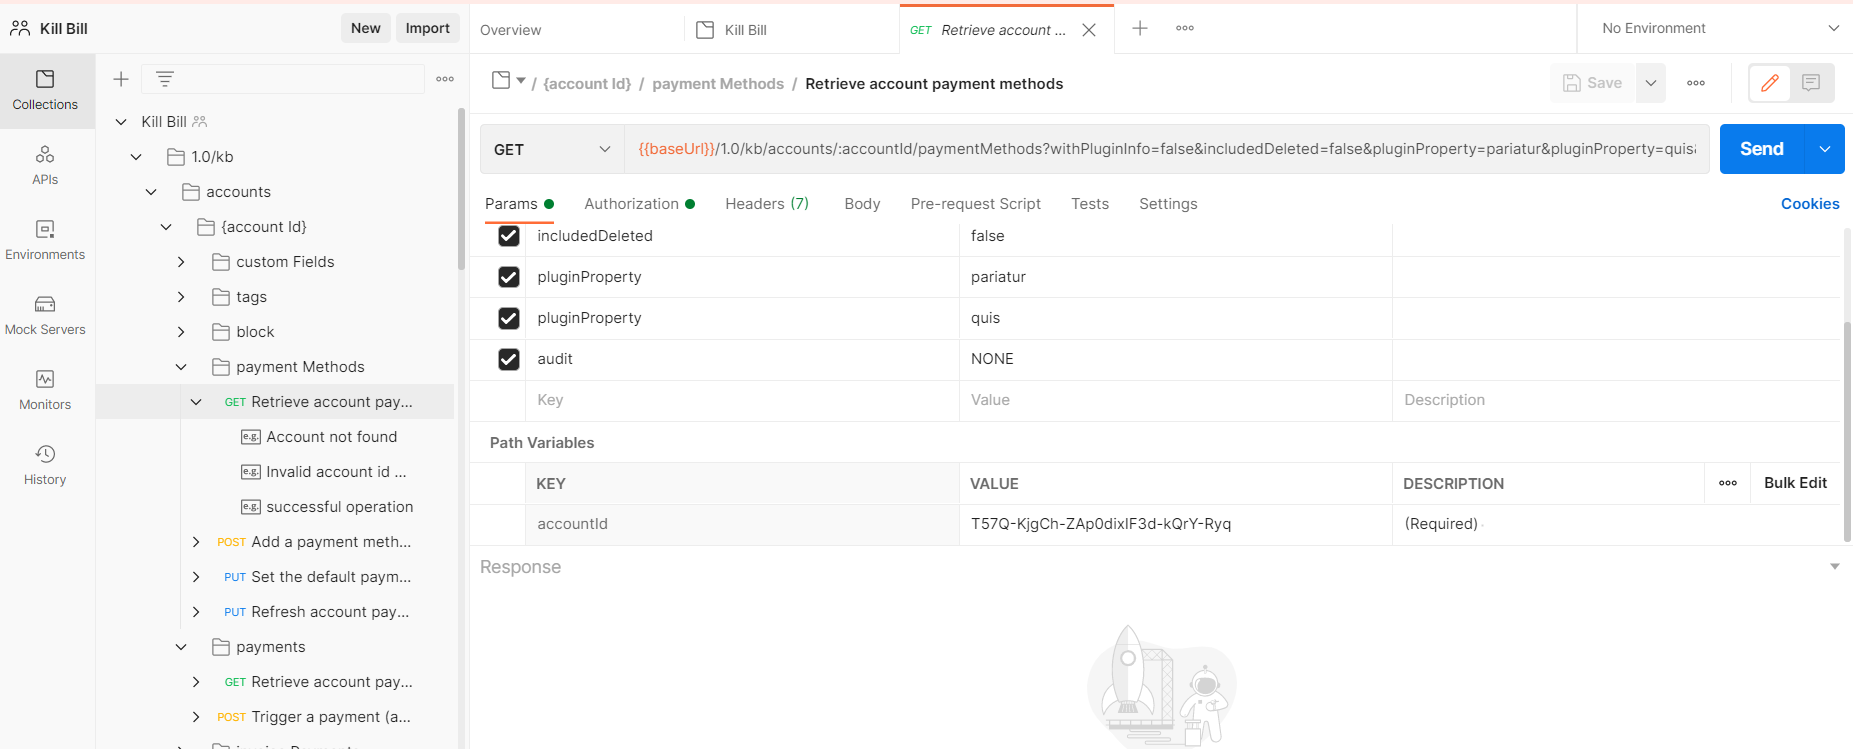 Kill Bill
New
Import
Overview
Kill Bill
GET Retrieve account ...
No Environment
Collections
APIs
Environments
Mock Servers
Monitors
History
Kill Bill
1.0/kb
accounts
{account Id}
custom Fields
tags
block
payment Methods
GET Retrieve account pay...
e.g. Account not found
e.g. Invalid account id ...
e.g. successful operation
POST Add a payment meth...
PUT Set the default paym...
PUT Refresh account pay...
payments
GET Retrieve account pay...
POST Trigger a payment (a...
/ {account Id} / payment Methods / Retrieve account payment methods
Save
GET
{{baseUrl}}/1.0/kb/accounts/:accountId/paymentMethods?withPluginInfo=false&includedDeleted=false&pluginProperty=pariatur&pluginProperty=quis&
Send
Params
Authorization
Headers (7)
Body
Pre-request Script
Tests
Settings
Cookies
includedDeleted false
pluginProperty pariatur
pluginProperty quis
audit NONE
Key Value Description
Path Variables
KEY VALUE DESCRIPTION Bulk Edit
accountId T57Q-KjgCh-ZAp0dixIF3d-kQrY-Ryq (Required)
Response